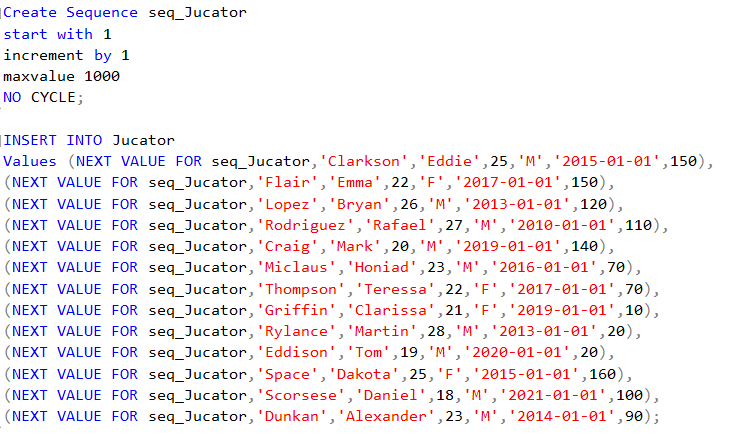 Create Sequence seq_Jucator
start with 1
increment by 1
maxvalue 1000
NO CYCLE;
INSERT INTO Jucator
Values (NEXT VALUE FOR seq_Jucator,'Clarkson','Eddie',25,'M','2015-01-01',150),
(NEXT VALUE FOR seq_Jucator,'Flair','Emma',22,'F','2017-01-01',150),
(NEXT VALUE FOR seq_Jucator,'Lopez','Bryan',26,'M','2013-01-01',120),
(NEXT VALUE FOR seq_Jucator,'Rodriguez','Rafael',27,'M','2010-01-01',110),
(NEXT VALUE FOR seq_Jucator,'Craig','Mark',20,'M','2019-01-01',140),
(NEXT VALUE FOR seq_Jucator,'Miclaus','Honiad',23,'M','2016-01-01',70),
(NEXT VALUE FOR seq_Jucator,'Thompson','Teressa',22,'F','2017-01-01',70),
(NEXT VALUE FOR seq_Jucator,'Griffin','Clarissa',21,'F','2019-01-01',10),
(NEXT VALUE FOR seq_Jucator,'Rylance','Martin',28,'M','2013-01-01',20),
(NEXT VALUE FOR seq_Jucator,'Eddison','Tom',19,'M','2020-01-01',20),
(NEXT VALUE FOR seq_Jucator,'Space','Dakota',25,'F','2015-01-01',160),
(NEXT VALUE FOR seq_Jucator,'Scorsese','Daniel',18,'M','2021-01-01',100),
(NEXT VALUE FOR seq_Jucator,'Dunkan','Alexander',23,'M','2014-01-01',90);